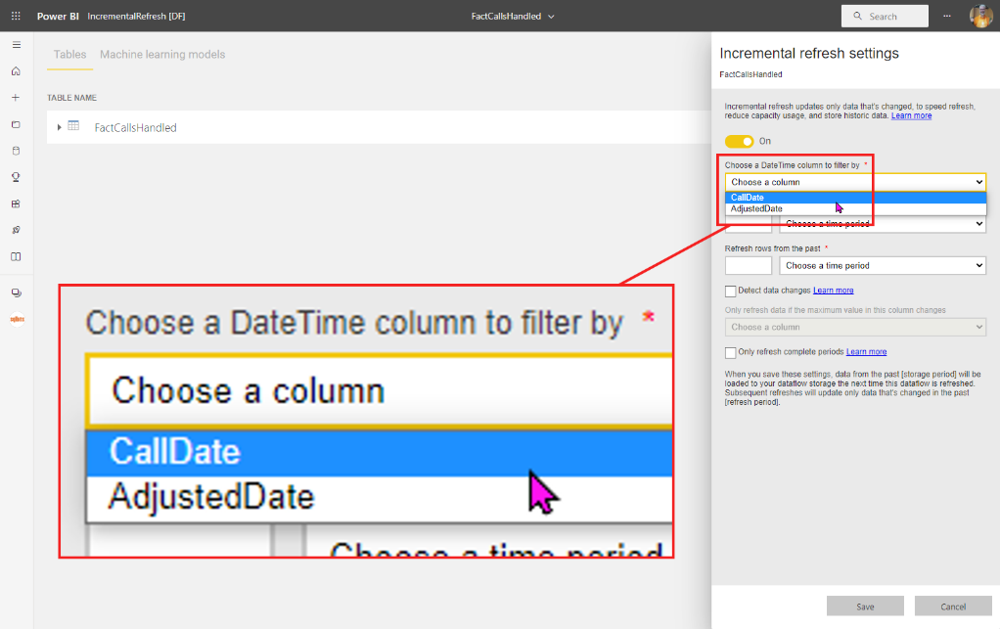 Power BI IncrementalRefresh [DF]
FactCallsHandled
Search
Tables Machine learning models
TABLE NAME
FactCallsHandled
Incremental refresh settings
FactCallsHandled
Incremental refresh updates only data that's changed, to speed refresh,
reduce capacity usage, and store historic data. Learn more
On
Choose a DateTime column to filter by *
Choose a column
CallDate
AdjustedDate
Choose a time period
Refresh rows from the past *
Choose a time period
Detect data changes Learn more
Only refresh data if the maximum value in this column changes
Choose a column
Only refresh complete periods Learn more
When you save these settings, data from the past [storage period] will be
loaded to your dataflow storage the next time this dataflow is refreshed.
Subsequent refreshes will update only data that's changed in the past
[refresh period].
Save Cancel
Choose a DateTime column to filter by *
Choose a column
CallDate
AdjustedDate
Choose a time period